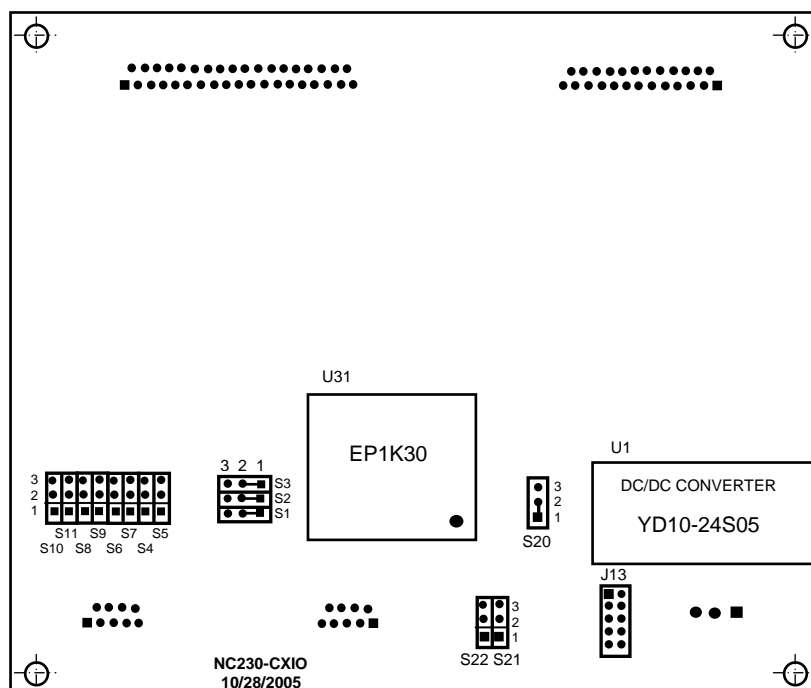 U31
EP1K30
U1
DC/DC CONVERTER
YD10-24S05
3 2 1
S3
S2
S1
3
2
1
S11 S9 S7 S5
S10 S8 S6 S4
3
2
1
S20
J13
3
2
1
S22 S21
NC230-CXIO
10/28/2005